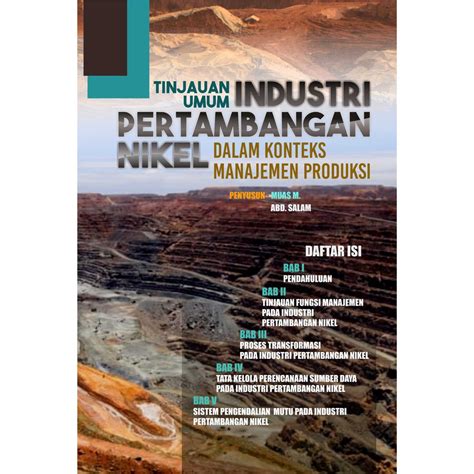 TINJAUAN
UMUM INDUSTRI
PERTAMBANGAN
NIKEL DALAM KONTEKS
MANAJEMEN PRODUKSI
PENYUSUN MUAS M.
ABD. SALAM
DAFTAR ISI
BAB I
PENDAHULUAN
BAB II
TINJAUAN FUNGSI MANAJEMEN
PADA INDUSTRI
PERTAMBANGAN NIKEL
BAB III
PROSES TRANSFORMASI
PADA INDUSTRI PERTAMBANGAN NIKEL
BAB IV
TATA KELOLA PERENCANAAN SUMBER DAYA
PADA INDUSTRI PERTAMBANGAN NIKEL
BAB V
SISTEM PENGENDALIAN MUTU PADA INDUSTRI
PERTAMBANGAN NIKEL